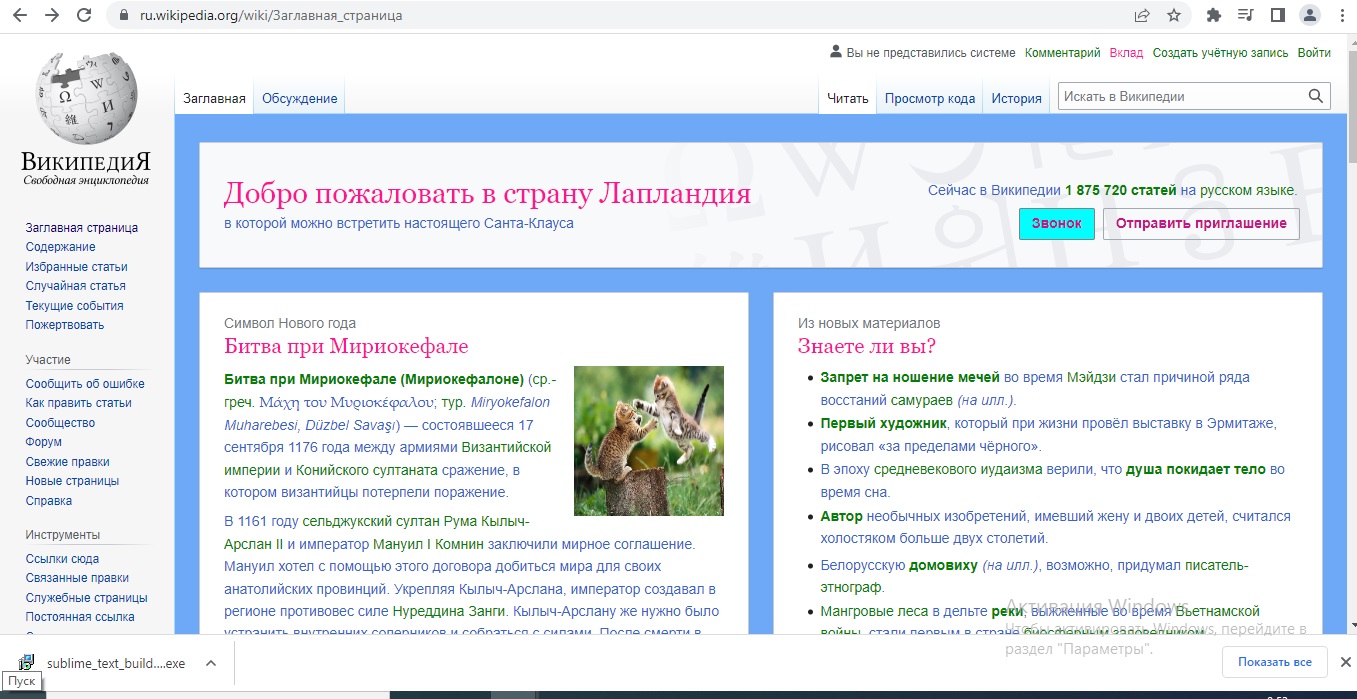 ru.wikipedia.org/wiki/Заглавная_страница
Вы не представились системе Комментарий Вклад Создать учётную запись Войти
Заглавная Обсуждение Читать Просмотр кода История Искать в Википедии
ВикипедиЯ
Свободная энциклопедия
Заглавная страница
Содержание
Избранные статьи
Случайная статья
Текущие события
Пожертвовать
Участие
Сообщить об ошибке
Как править статьи
Сообщество
Форум
Свежие правки
Новые страницы
Справка
Инструменты
Ссылки сюда
Связанные правки
Служебные страницы
Постоянная ссылка
Добро пожаловать в страну Лапландия
в которой можно встретить настоящего Санта-Клауса
Сейчас в Википедии 1 875 720 статей на русском языке.
Звонок Отправить приглашение
Символ Нового года
Битва при Мириокефале
Битва при Мириокефале (Мириокефалоне) (ср.-
греч. Μάχη του Μυριοκέφαλου; тур. Miryokefalon
Muharebesi, Düzbel Savaşı) — состоявшееся 17
сентября 1176 года между армиями Византийской
империи и Конийского султаната сражение, в
котором византийцы потерпели поражение.
В 1161 году сельджукский султан Рума Кылыч-
Арслан II и император Мануил I Комнин заключили мирное соглашение.
Мануил хотел с помощью этого договора добиться мира для своих
анатолийских провинций. Укрепляя Кылыч-Арслана, император создавал в
регионе противовес силе Нуреддина Занги. Кылыч-Арслану же нужно было
устранить внутренних соперников и собраться с силами. После смерти в
Из новых материалов
Знаете ли вы?
Запрет на ношение мечей во время Мэйдзи стал причиной ряда
восстаний самураев (на илл.).
Первый художник, который при жизни провёл выставку в Эрмитаже,
рисовал «за пределами чёрного».
В эпоху средневекового иудаизма верили, что душа покидает тело во
время сна.
Автор необычных изобретений, имевший жену и двоих детей, считался
холостяком больше двух столетий.
Белорусскую домовиху (на илл.), возможно, придумал писатель-
этнограф.
Мангровые леса в дельте реки, выжженные во время Вьетнамской
войны, стали первым в стране биосферным заповедником.
Активация Windows
Чтобы активировать Windows, перейдите в
раздел "Параметры".
sublime_text_build....exe
Показать все
Пуск